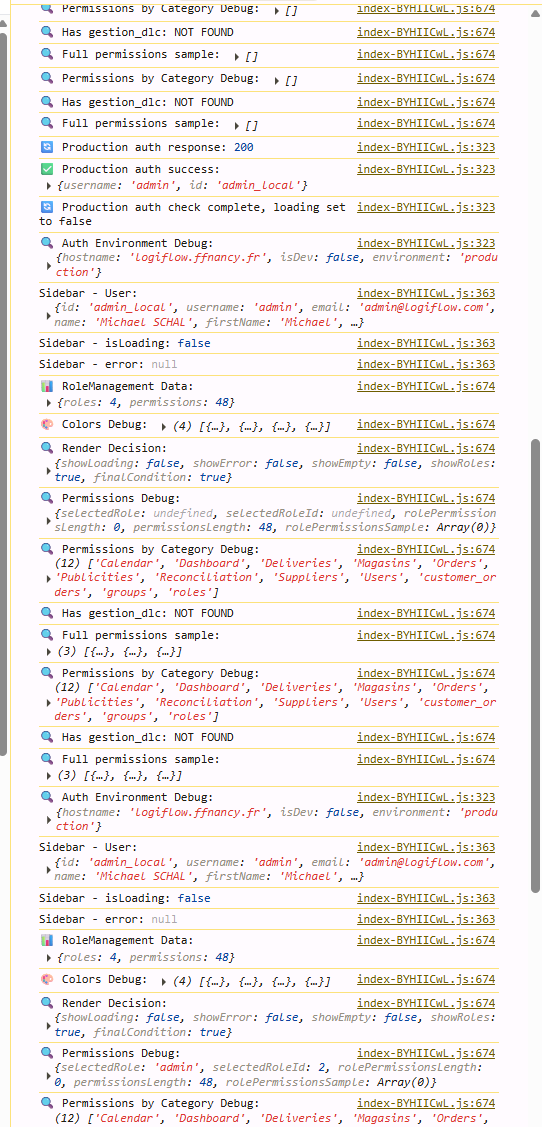 Permissions by Category Debug: ▸ [] index-BYHIICwL.js:674
Has gestion_dlc: NOT FOUND index-BYHIICwL.js:674
Full permissions sample: ▸ [] index-BYHIICwL.js:674
Permissions by Category Debug: ▸ [] index-BYHIICwL.js:674
Has gestion_dlc: NOT FOUND index-BYHIICwL.js:674
Full permissions sample: ▸ [] index-BYHIICwL.js:674
Production auth response: 200 index-BYHIICwL.js:323
Production auth success: index-BYHIICwL.js:323
▸ {username: 'admin', id: 'admin_local'}
Production auth check complete, loading set index-BYHIICwL.js:323
to false
Auth Environment Debug: index-BYHIICwL.js:323
{hostname: 'logiflow.ffnancy.fr', isDev: false, environment: 'produ
▸ ction'}
Sidebar - User: index-BYHIICwL.js:363
{id: 'admin_local', username: 'admin', email: 'admin@logiflow.com',
▸ name: 'Michael SCHAL', firstName: 'Michael', …}
Sidebar - isLoading: false index-BYHIICwL.js:363
Sidebar - error: null index-BYHIICwL.js:363
RoleManagement Data: index-BYHIICwL.js:674
▸ {roles: 4, permissions: 48}
Colors Debug: ▸ (4) [{…}, {…}, {…}, {…}] index-BYHIICwL.js:674
Render Decision: index-BYHIICwL.js:674
{showLoading: false, showError: false, showEmpty: false, showRoles:
▸ true, finalCondition: true}
Permissions Debug: index-BYHIICwL.js:674
{selectedRole: undefined, selectedRoleId: undefined, rolePermission
▸ sLength: 0, permissionsLength: 48, rolePermissionsSample: Array(0)}
Permissions by Category Debug: index-BYHIICwL.js:674
(12) ['Calendar', 'Dashboard', 'Deliveries', 'Magasins', 'Orders',
▸ 'Publicities', 'Reconciliation', 'Suppliers', 'Users', 'customer_or
ders', 'groups', 'roles']
Has gestion_dlc: NOT FOUND index-BYHIICwL.js:674
Full permissions sample: index-BYHIICwL.js:674
▸ (3) [{…}, {…}, {…}]
Permissions by Category Debug: index-BYHIICwL.js:674
(12) ['Calendar', 'Dashboard', 'Deliveries', 'Magasins', 'Orders',
▸ 'Publicities', 'Reconciliation', 'Suppliers', 'Users', 'customer_or
ders', 'groups', 'roles']
Has gestion_dlc: NOT FOUND index-BYHIICwL.js:674
Full permissions sample: index-BYHIICwL.js:674
▸ (3) [{…}, {…}, {…}]
Auth Environment Debug: index-BYHIICwL.js:323
{hostname: 'logiflow.ffnancy.fr', isDev: false, environment: 'produ
▸ ction'}
Sidebar - User: index-BYHIICwL.js:363
{id: 'admin_local', username: 'admin', email: 'admin@logiflow.com',
▸ name: 'Michael SCHAL', firstName: 'Michael', …}
Sidebar - isLoading: false index-BYHIICwL.js:363
Sidebar - error: null index-BYHIICwL.js:363
RoleManagement Data: index-BYHIICwL.js:674
▸ {roles: 4, permissions: 48}
Colors Debug: ▸ (4) [{…}, {…}, {…}, {…}] index-BYHIICwL.js:674
Render Decision: index-BYHIICwL.js:674
{showLoading: false, showError: false, showEmpty: false, showRoles:
▸ true, finalCondition: true}
Permissions Debug: index-BYHIICwL.js:674
{selectedRole: 'admin', selectedRoleId: 2, rolePermissionsLength:
▸ 0, permissionsLength: 48, rolePermissionsSample: Array(0)}
Permissions by Category Debug: index-BYHIICwL.js:674
(12) ['Calendar', 'Dashboard', 'Deliveries', 'Magasins', 'Orders',